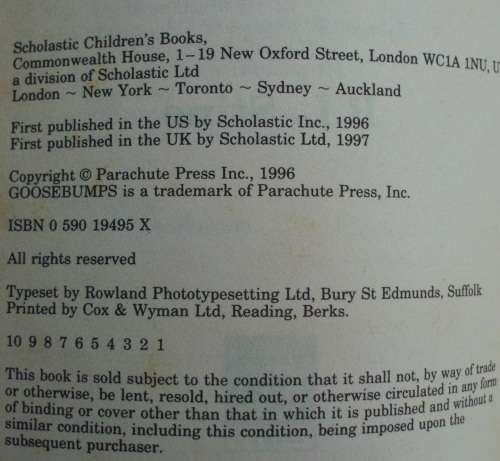 Scholastic Children's Books,
Commonwealth House, 1–19 New Oxford Street, London WC1A 1NU, U
a division of Scholastic Ltd
London ~ New York ~ Toronto ~ Sydney ~ Auckland
First published in the US by Scholastic Inc., 1996
First published in the UK by Scholastic Ltd, 1997
Copyright © Parachute Press Inc., 1996
GOOSEBUMPS is a trademark of Parachute Press, Inc.
ISBN 0 590 19495 X
All rights reserved
Typeset by Rowland Phototypesetting Ltd, Bury St Edmunds, Suffolk
Printed by Cox & Wyman Ltd, Reading, Berks.
10 9 8 7 6 5 4 3 2 1
This book is sold subject to the condition that it shall not, by way of trade
or otherwise, be lent, resold, hired out, or otherwise circulated in any form
of binding or cover other than that in which it is published and without a
similar condition, including this condition, being imposed upon the
subsequent purchaser.